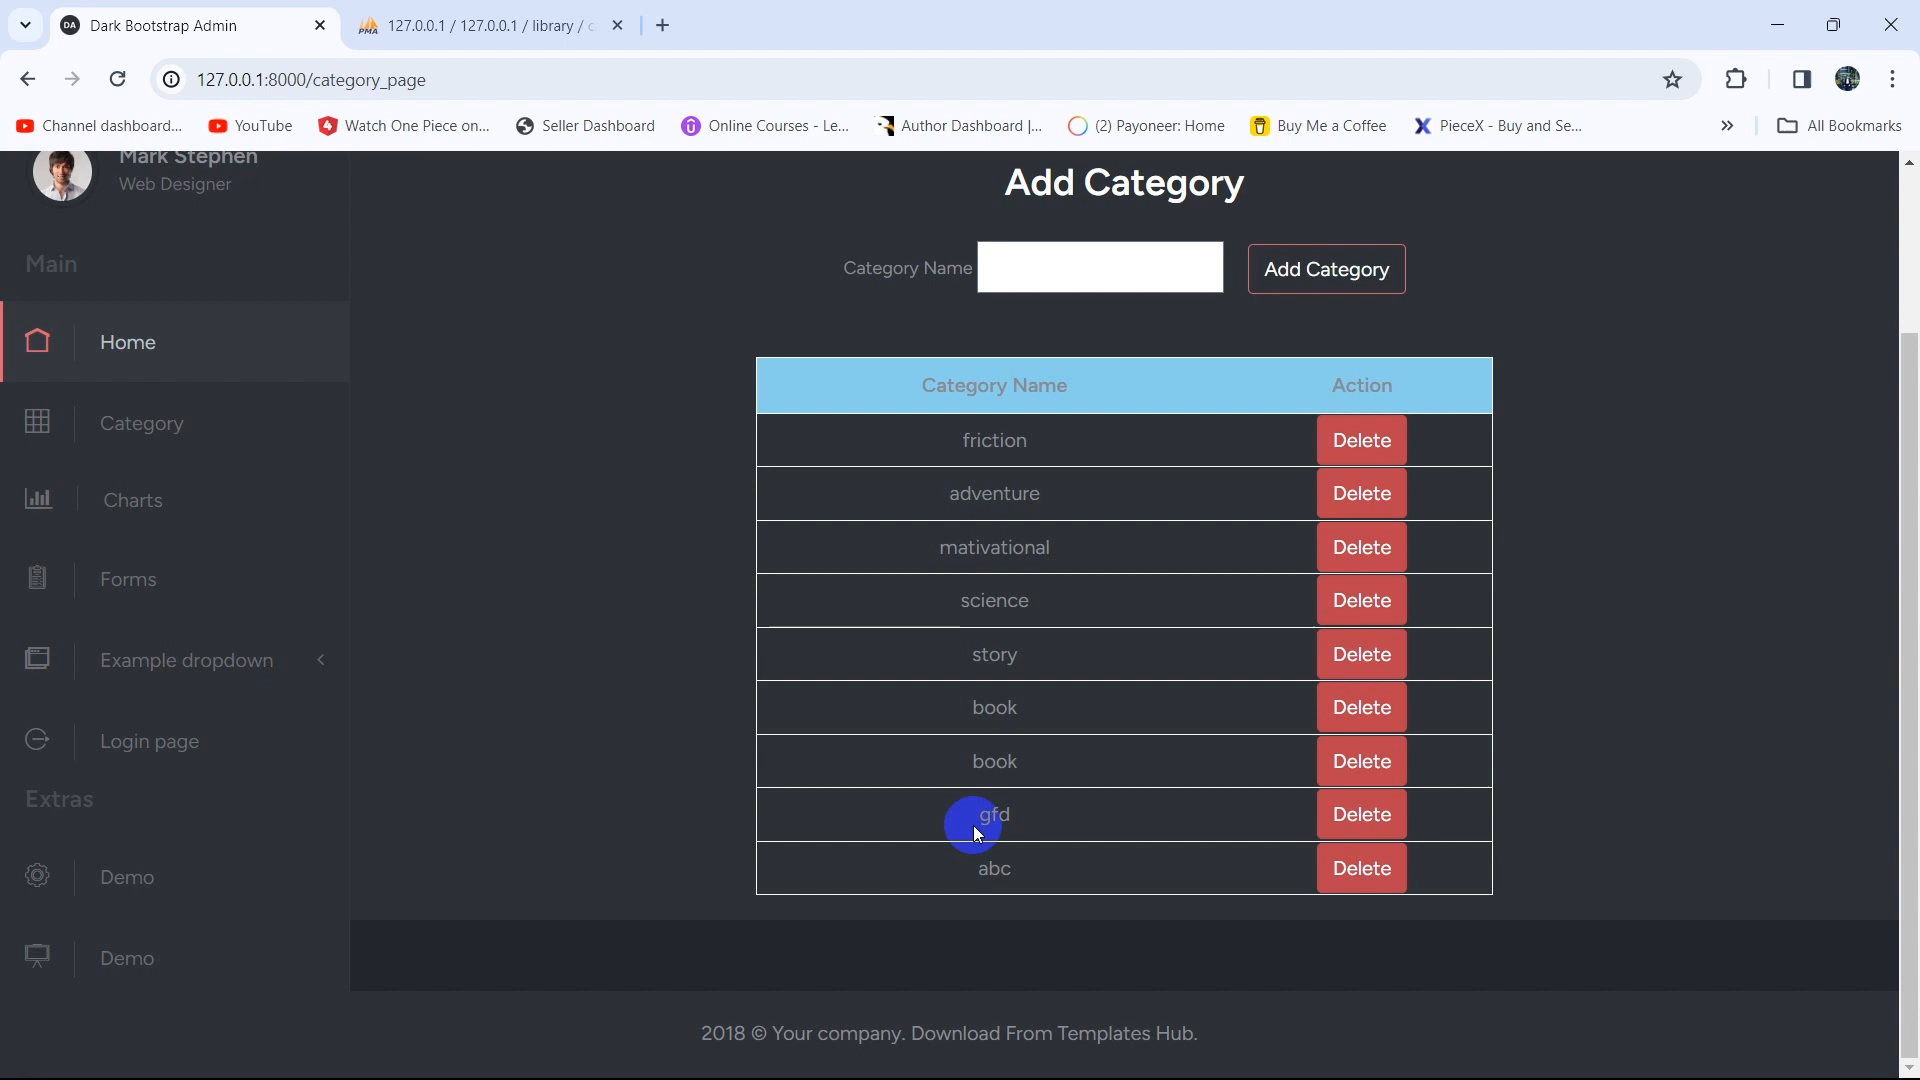 DA Dark Bootstrap Admin
PMA 127.0.0.1 / 127.0.0.1 / library / c
127.0.0.1:8000/category_page
Channel dashboard...
YouTube
Watch One Piece on...
Seller Dashboard
Online Courses - Le...
Author Dashboard |...
(2) Payoneer: Home
Buy Me a Coffee
PieceX - Buy and Se...
All Bookmarks
Mark Stephen
Web Designer
Main
Home
Category
Charts
Forms
Example dropdown
Login page
Extras
Demo
Demo
Add Category
Category Name
Add Category
Category Name Action
friction Delete
adventure Delete
mativational Delete
science Delete
story Delete
book Delete
book Delete
gfd Delete
abc Delete
2018 © Your company. Download From Templates Hub.